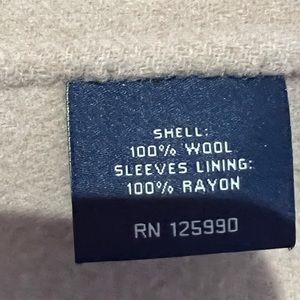 SHELL:
100% WOOL
SLEEVES LINING:
100% RAYON
RN 125990